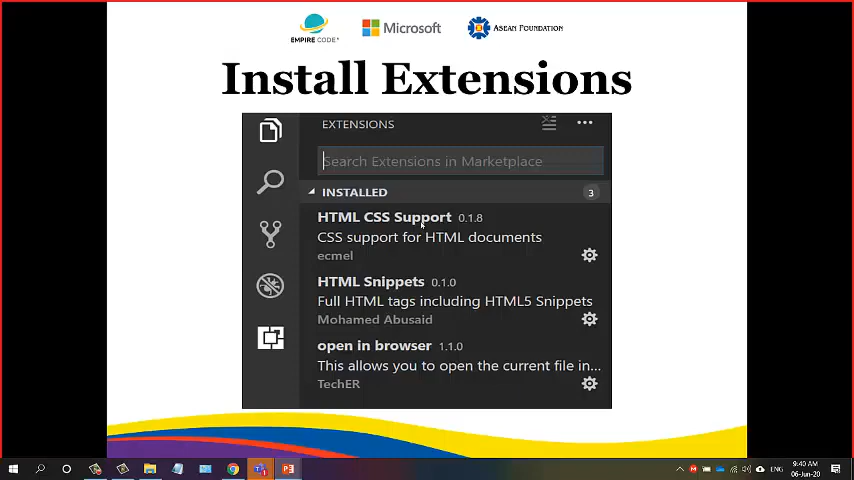 EMPIRE CODE
Microsoft
ASEAN FOUNDATION
Install Extensions
EXTENSIONS
Search Extensions in Marketplace
INSTALLED
3
HTML CSS Support 0.1.8
CSS support for HTML documents
ecmel
HTML Snippets 0.1.0
Full HTML tags including HTML5 Snippets
Mohamed Abusaid
open in browser 1.1.0
This allows you to open the current file in...
TechER
9:40 AM
ENG
06-Jun-20